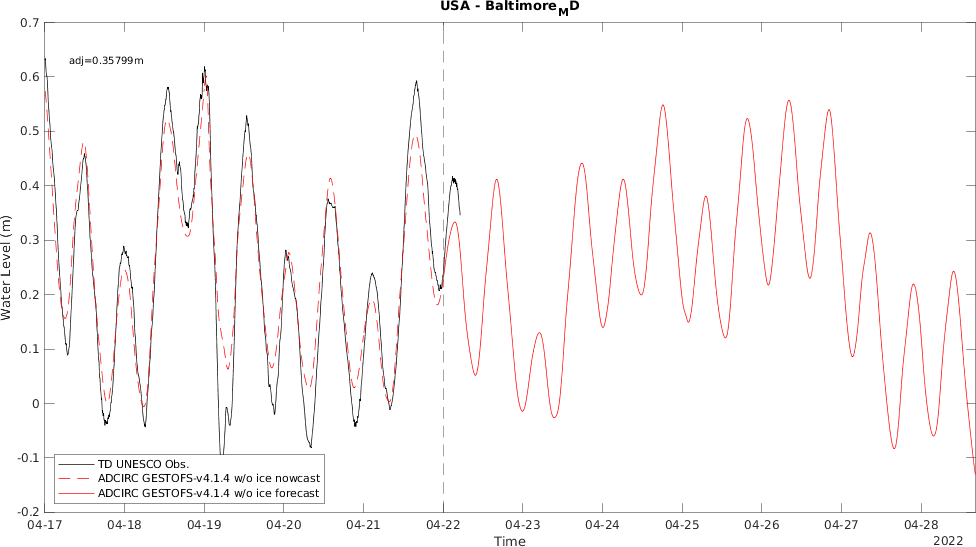 USA - Baltimore_MD
0.7
adj=0.35799m
0.6
0.5
0.4
0.3
0.2
0.1
0
-0.1
-0.2
Water Level (m)
TD UNESCO Obs.
ADCIRC GESTOFS-v4.1.4 w/o ice nowcast
ADCIRC GESTOFS-v4.1.4 w/o ice forecast
04-17 04-18 04-19 04-20 04-21 04-22 04-23 04-24 04-25 04-26 04-27 04-28
Time
2022